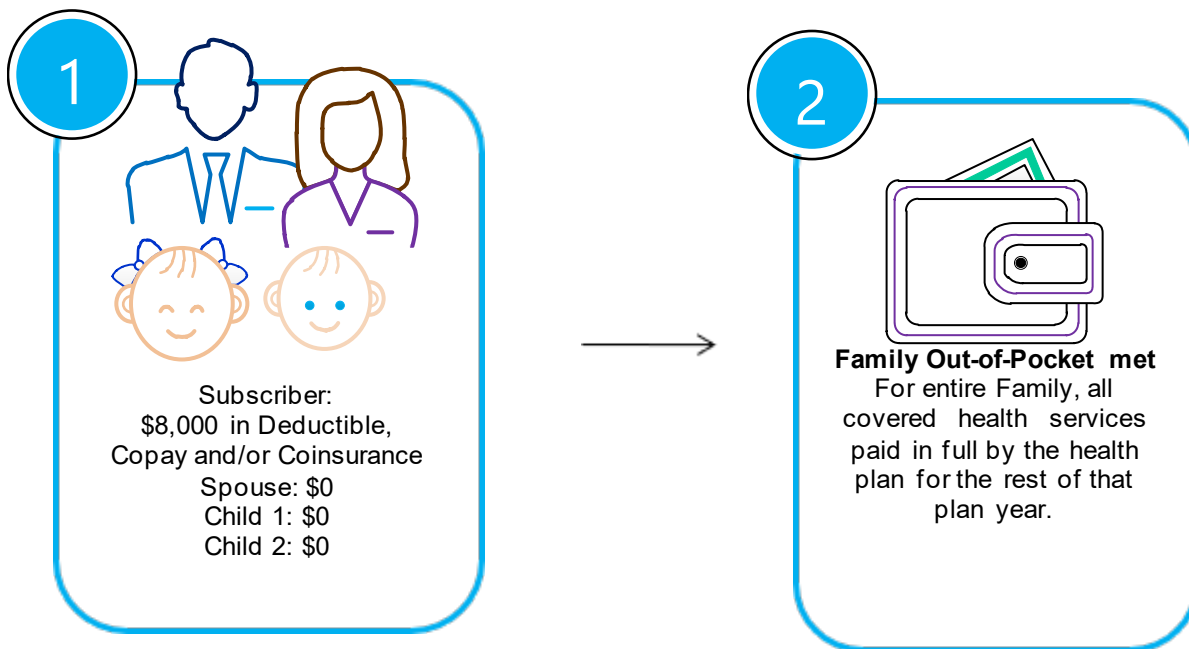 1
Subscriber:
$8,000 in Deductible,
Copay and/or Coinsurance
Spouse: $0
Child 1: $0
Child 2: $0
2
Family Out-of-Pocket met
For entire Family, all
covered health services
paid in full by the health
plan for the rest of that
plan year.